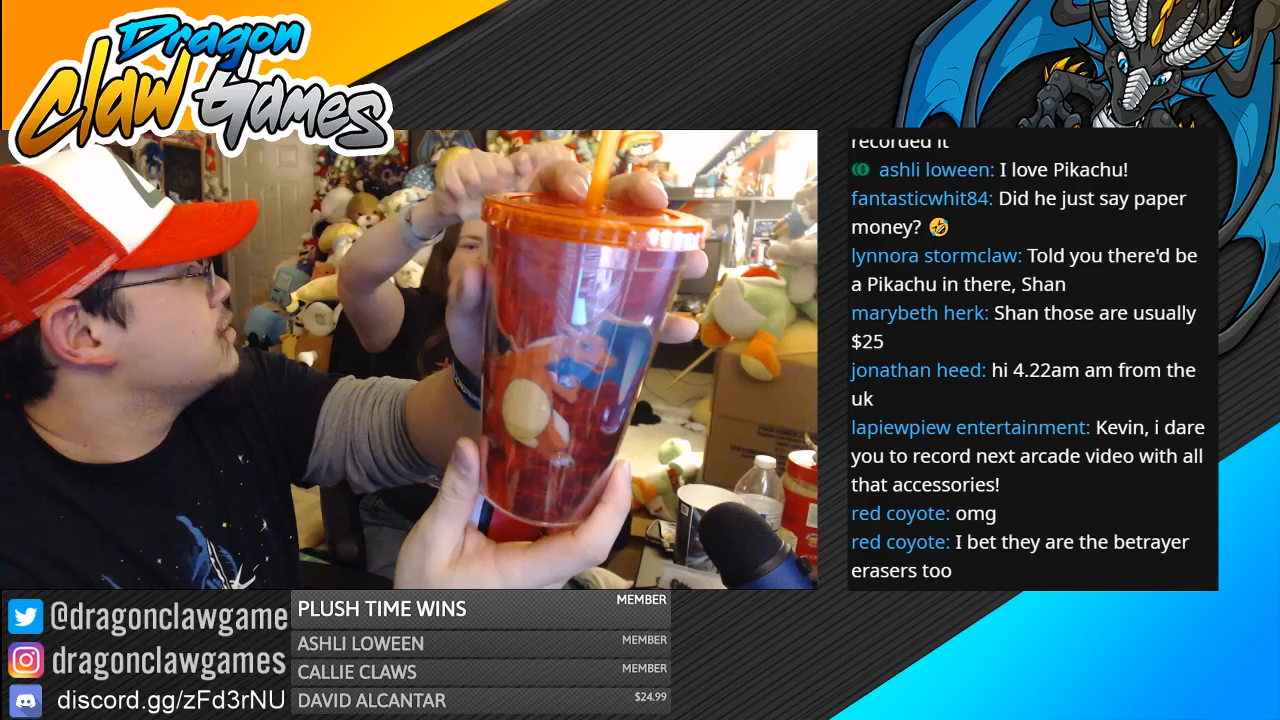 Dragon
Claw Games
recorded it
ashli loween: I love Pikachu!
fantasticwhit84: Did he just say paper
money? 🤣
lynnora stormclaw: Told you there'd be
a Pikachu in there, Shan
marybeth herk: Shan those are usually
$25
jonathan heed: hi 4.22am am from the
uk
lapiewpiew entertainment: Kevin, i dare
you to record next arcade video with all
that accessories!
red coyote: omg
red coyote: I bet they are the betrayer
erasers too
@dragonclawgame
dragonclawgames
discord.gg/zFd3rNU
PLUSH TIME WINS MEMBER
ASHLI LOWEEN MEMBER
CALLIE CLAWS MEMBER
DAVID ALCANTAR $24.99